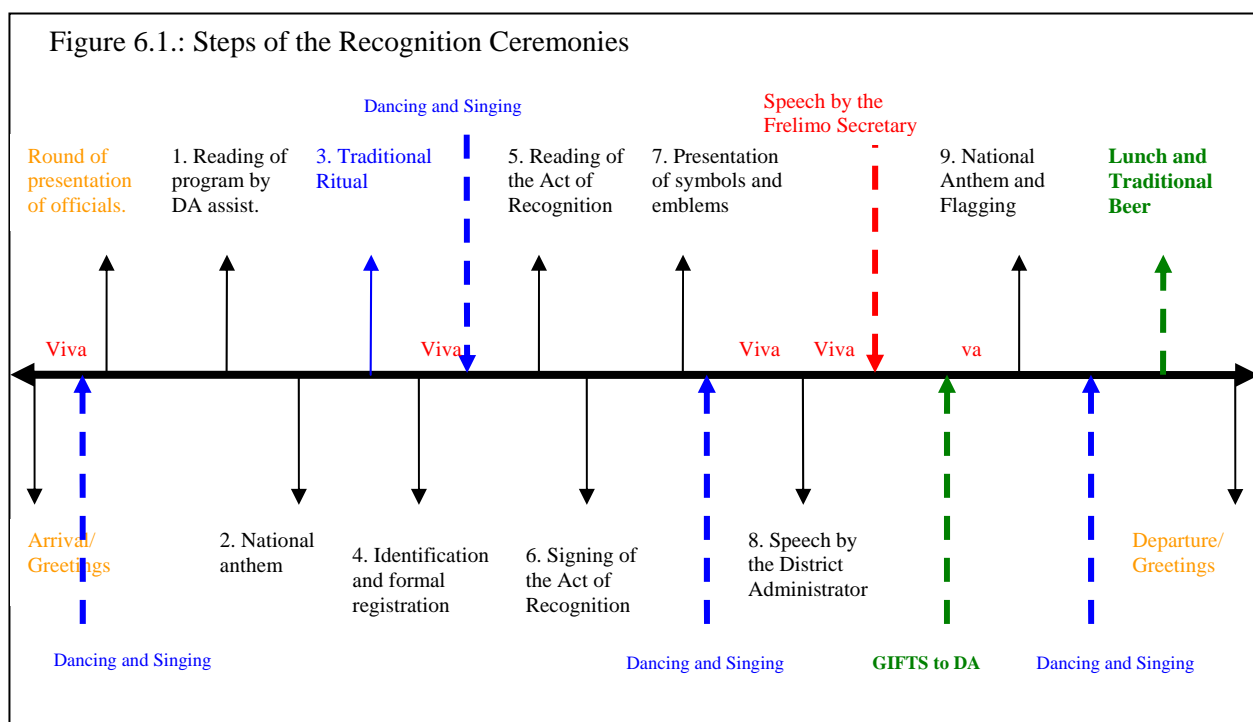 Figure 6.1.: Steps of the Recognition Ceremonies
Dancing and Singing
Speech by the
Frelimo Secretary
Round of
presentation
of officials.
1. Reading of
program by
DA assist.
3. Traditional
Ritual
5. Reading of
the Act of
Recognition
7. Presentation
of symbols and
emblems
9. National
Anthem and
Flagging
Lunch and
Traditional
Beer
Viva
Viva
Viva
Viva
va
Arrival/
Greetings
2. National
anthem
4. Identification
and formal
registration
6. Signing of
the Act of
Recognition
8. Speech by
the District
Administrator
Departure/
Greetings
Dancing and Singing
Dancing and Singing
GIFTS to DA
Dancing and Singing